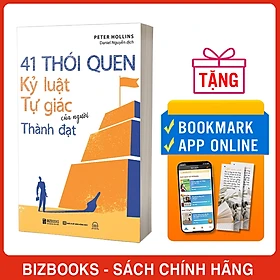 PETER HOLLINS
Daniel Nguyễn dịch
41 THÓI QUEN
Kỷ luật
Tự giác
của người
Thành đạt
TẶNG
BOOKMARK
APP ONLINE
BIZBOOKS - SÁCH CHÍNH HÃNG